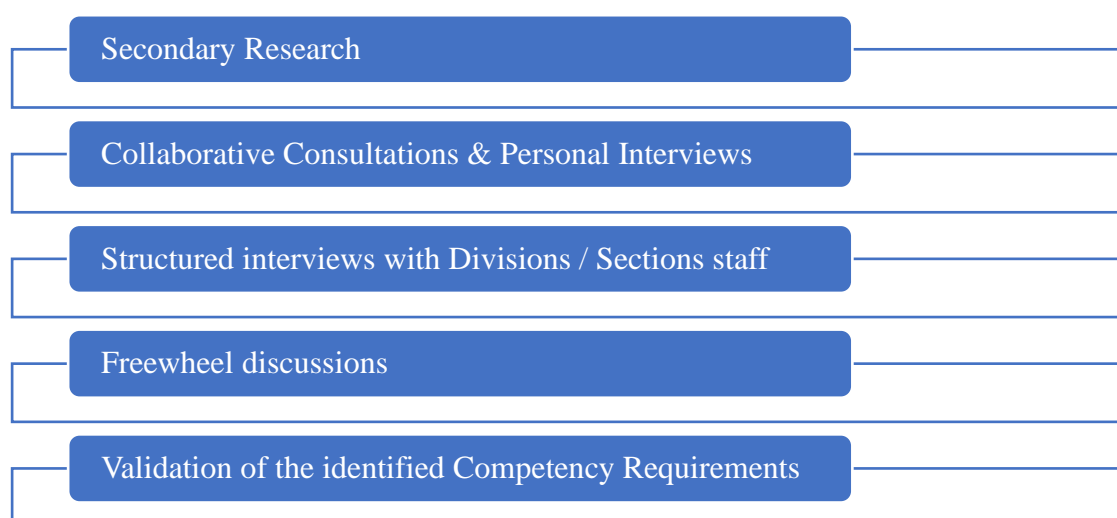 Secondary Research
Collaborative Consultations & Personal Interviews
Structured interviews with Divisions / Sections staff
Freewheel discussions
Validation of the identified Competency Requirements